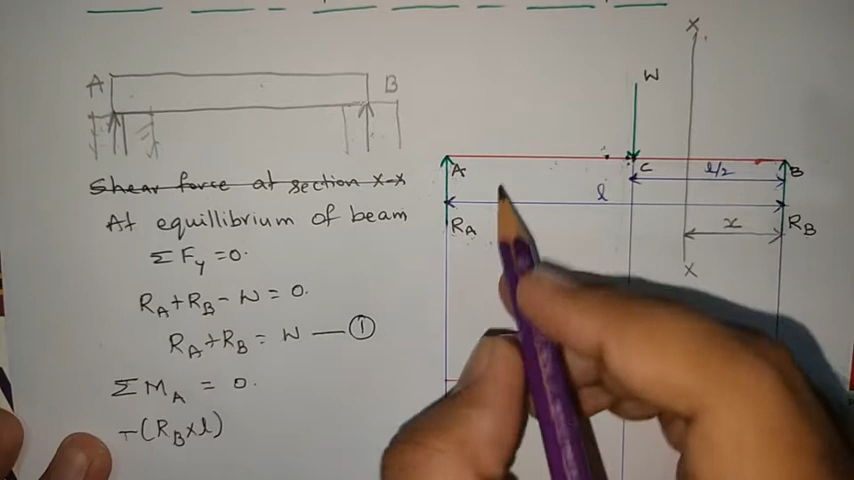 A B
Shear force at section x-x
At equillibrium of beam
ΣFy = 0.
RA + RB - W = 0.
RA + RB = W — ①
ΣMA = 0.
-(RB × l)
X
W
A C B
l/2
l
RA RB
x
X